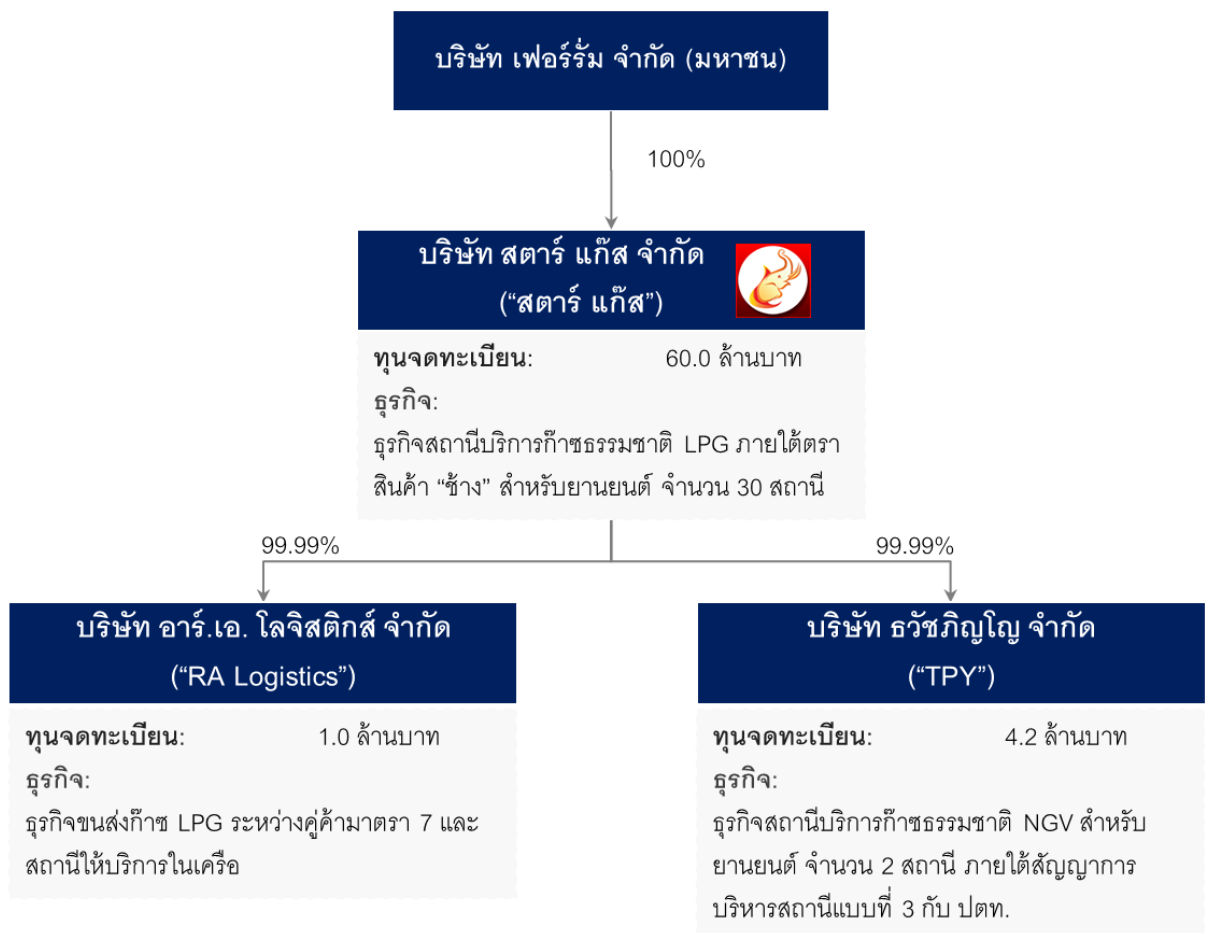 บริษัท เฟอร์รั่ม จำกัด (มหาชน)
100%
บริษัท สตาร์ แก๊ส จำกัด
(“สตาร์ แก๊ส”)
ทุนจดทะเบียน: 60.0 ล้านบาท
ธุรกิจ:
ธุรกิจสถานีบริการก๊าซธรรมชาติ LPG ภายใต้ตรา
สินค้า “ช้าง” สำหรับยานยนต์ จำนวน 30 สถานี
99.99%
99.99%
บริษัท อาร์.เอ. โลจิสติกส์ จำกัด
(“RA Logistics”)
ทุนจดทะเบียน: 1.0 ล้านบาท
ธุรกิจ:
ธุรกิจขนส่งก๊าซ LPG ระหว่างคู่ค้ามาตรา 7 และ
สถานีให้บริการในเครือ
บริษัท ธวัชภิญโญ จำกัด
(“TPY”)
ทุนจดทะเบียน: 4.2 ล้านบาท
ธุรกิจ:
ธุรกิจสถานีบริการก๊าซธรรมชาติ NGV สำหรับ
ยานยนต์ จำนวน 2 สถานี ภายใต้สัญญาการ
บริหารสถานีแบบที่ 3 กับ ปตท.